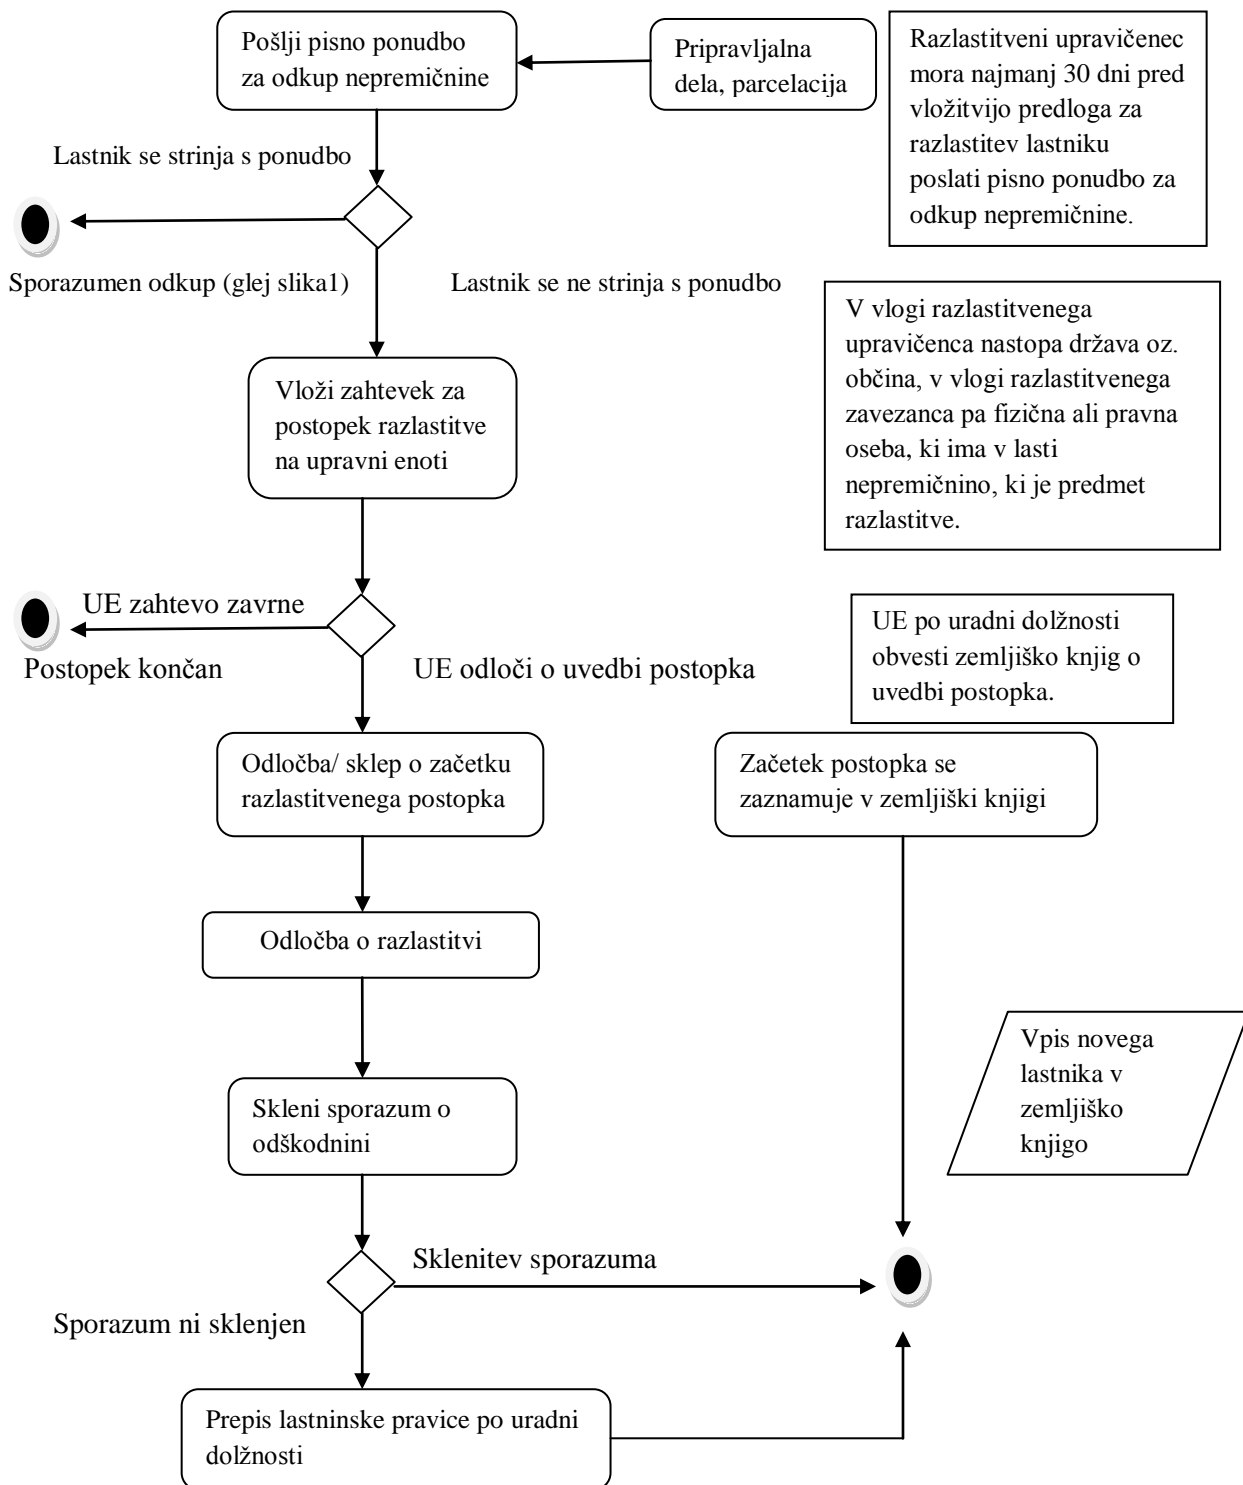 Pošlji pisno ponudbo
za odkup nepremičnine
Pripravljalna
dela, parcelacija
Razlastitveni upravičenec
mora najmanj 30 dni pred
vložitvijo predloga za
razlastitev lastniku
poslati pisno ponudbo za
odkup nepremičnine.
Lastnik se strinja s ponudbo
Sporazumen odkup (glej slika1)
Lastnik se ne strinja s ponudbo
V vlogi razlastitvenega
upravičenca nastopa država oz.
občina, v vlogi razlastitvenega
zavezanca pa fizična ali pravna
oseba, ki ima v lasti
nepremičnino, ki je predmet
razlastitve.
Vloži zahtevek za
postopek razlastitve
na upravni enoti
UE zahtevo zavrne
Postopek končan
UE odloči o uvedbi postopka
UE po uradni dolžnosti
obvesti zemljiško knjig o
uvedbi postopka.
Odločba/ sklep o začetku
razlastitvenega postopka
Začetek postopka se
zaznamuje v zemljiški knjigi
Odločba o razlastitvi
Vpis novega
lastnika v
zemljiško
knjigo
Skleni sporazum o
odškodnini
Sklenitev sporazuma
Sporazum ni sklenjen
Prepis lastninske pravice po uradni
dolžnosti